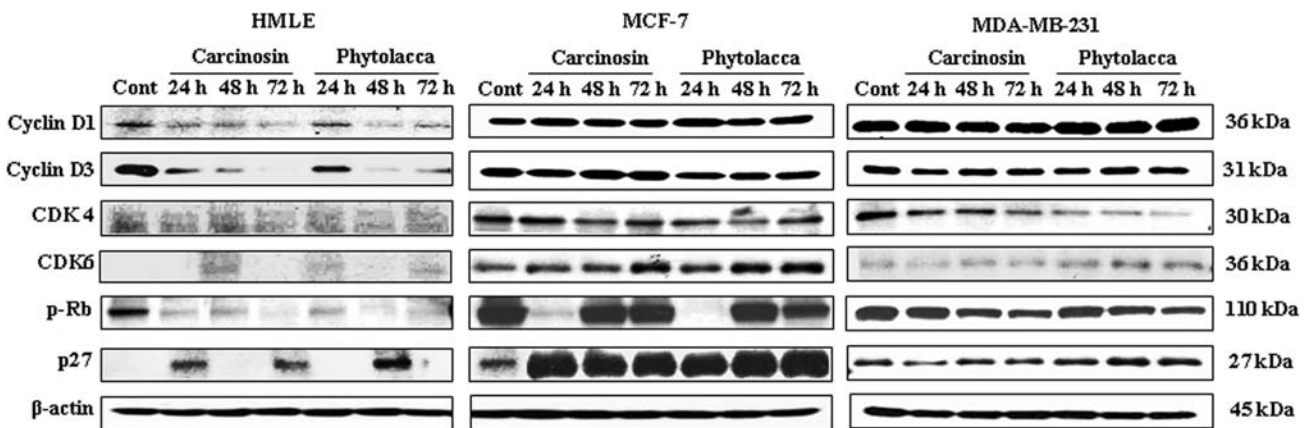 HMLE MCF-7 MDA-MB-231
Carcinosin Phytolacca Carcinosin Phytolacca Carcinosin Phytolacca
Cont 24 h 48 h 72 h 24 h 48 h 72 h Cont 24 h 48 h 72 h 24 h 48 h 72 h Cont 24 h 48 h 72 h 24 h 48 h 72 h
Cyclin D1 36 kDa
Cyclin D3 31 kDa
CDK 4 30 kDa
CDK6 36 kDa
p-Rb 110 kDa
p27 27 kDa
β-actin 45 kDa